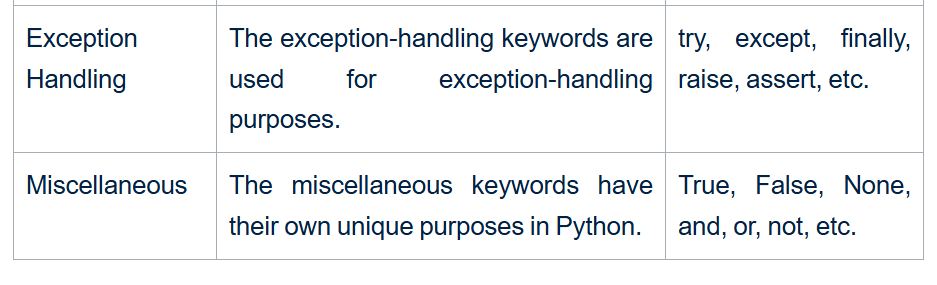 Exception
Handling
The exception-handling keywords are
used for exception-handling
purposes.
try, except, finally,
raise, assert, etc.
Miscellaneous
The miscellaneous keywords have
their own unique purposes in Python.
True, False, None,
and, or, not, etc.